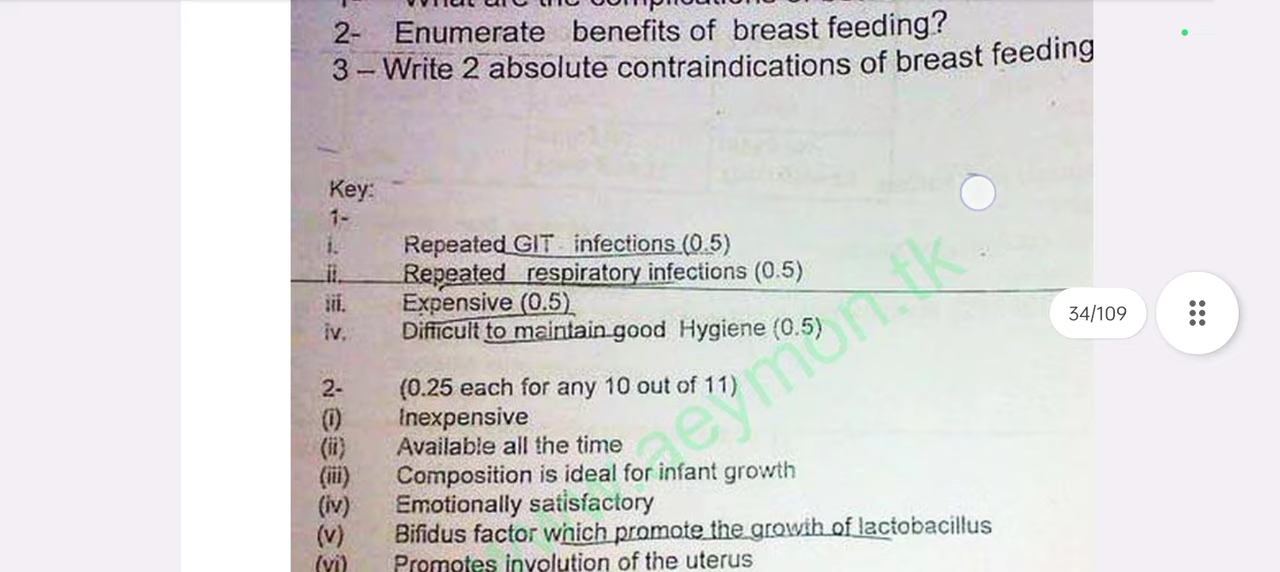 2- Enumerate benefits of breast feeding?
3 – Write 2 absolute contraindications of breast feeding
Key:
1-
i. Repeated GIT infections (0.5)
ii. Repeated respiratory infections (0.5)
iii. Expensive (0.5)
iv. Difficult to maintain good Hygiene (0.5)
34/109
2- (0.25 each for any 10 out of 11)
(i) Inexpensive
(ii) Available all the time
(iii) Composition is ideal for infant growth
(iv) Emotionally satisfactory
(v) Bifidus factor which promote the growth of lactobacillus
(vi) Promotes involution of the uterus
www.aeymon.tk